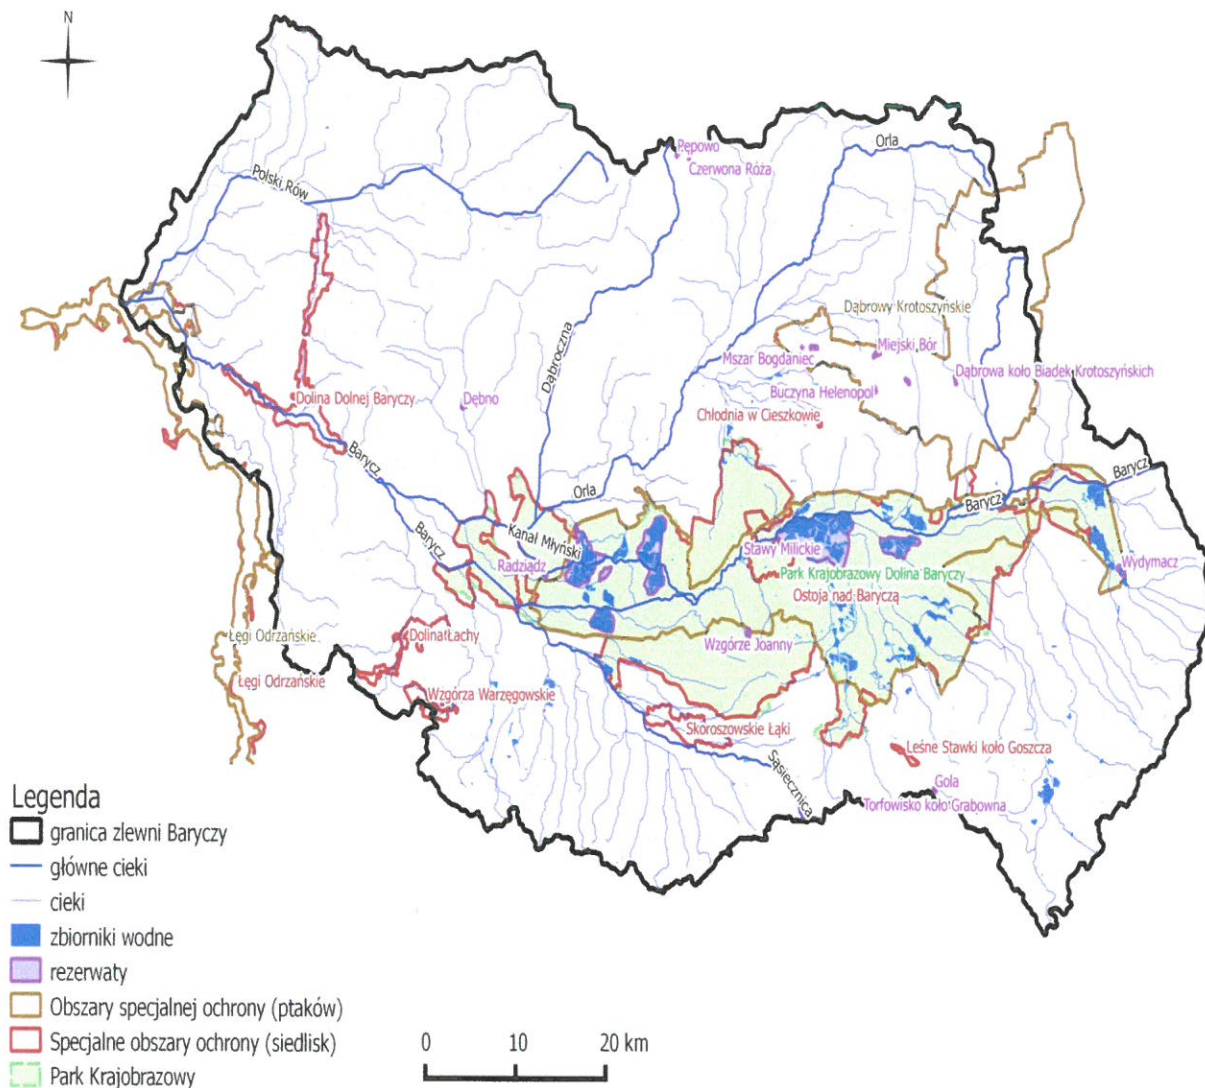 N
Orla
Pępowo
Czerwona Róża
Polski Rów
Dąbrowy Krotoszyńskie
Dąbroczna
Miejski Bór
Mszar Bogdaniec
Dąbrowa koło Biadek Krotoszyńskich
Buczyna Helenopol
Dolina Dolnej Baryczy
Dębno
Chłodnia w Cieszkowie
Barycz
Barycz
Orla
Barycz
Kanał Młyński
Barycz
Stawy Milickie
Radziądz
Wydymacz
Park Krajobrazowy Dolina Baryczy
Ostoja nad Baryczą
Łęgi Odrzańskie
Dolina Łachy
Wzgórze Joanny
Łęgi Odrzańskie
Wzgórza Warzęgowskie
Skoroszowskie Łąki
Leśne Stawki koło Goszcza
Sąsiecznica
Gola
Torfowisko koło Grabowna
Legenda
granica zlewni Baryczy
główne cieki
cieki
zbiorniki wodne
rezerwaty
Obszary specjalnej ochrony (ptaków)
Specjalne obszary ochrony (siedlisk)
Park Krajobrazowy
0 10 20 km